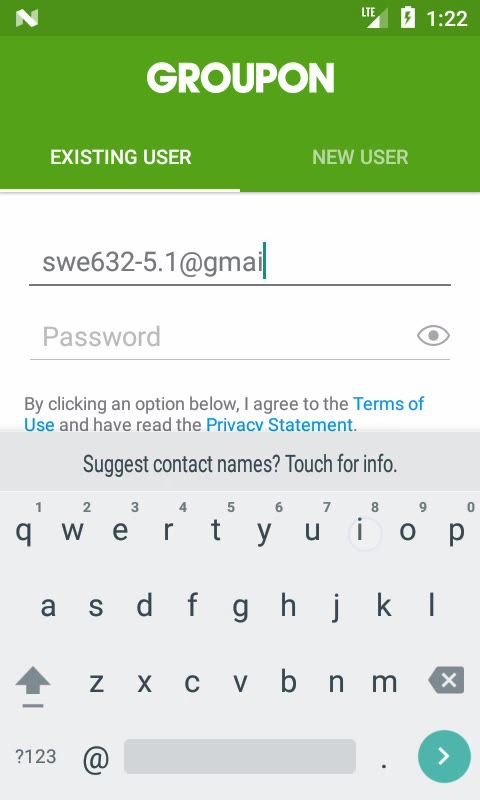 LTE 1:22
GROUPON
EXISTING USER NEW USER
swe632-5.1@gmai
Password
By clicking an option below, I agree to the Terms of
Use and have read the Privacy Statement.
Suggest contact names? Touch for info.
1 2 3 4 5 6 7 8 9 0
q w e r t y u i o p
a s d f g h j k l
z x c v b n m
?123 @ .